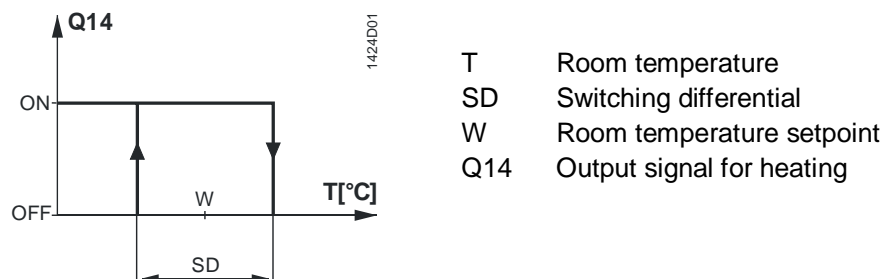 Q14
1424D01
ON
W
T[°C]
OFF
SD
T Room temperature
SD Switching differential
W Room temperature setpoint
Q14 Output signal for heating